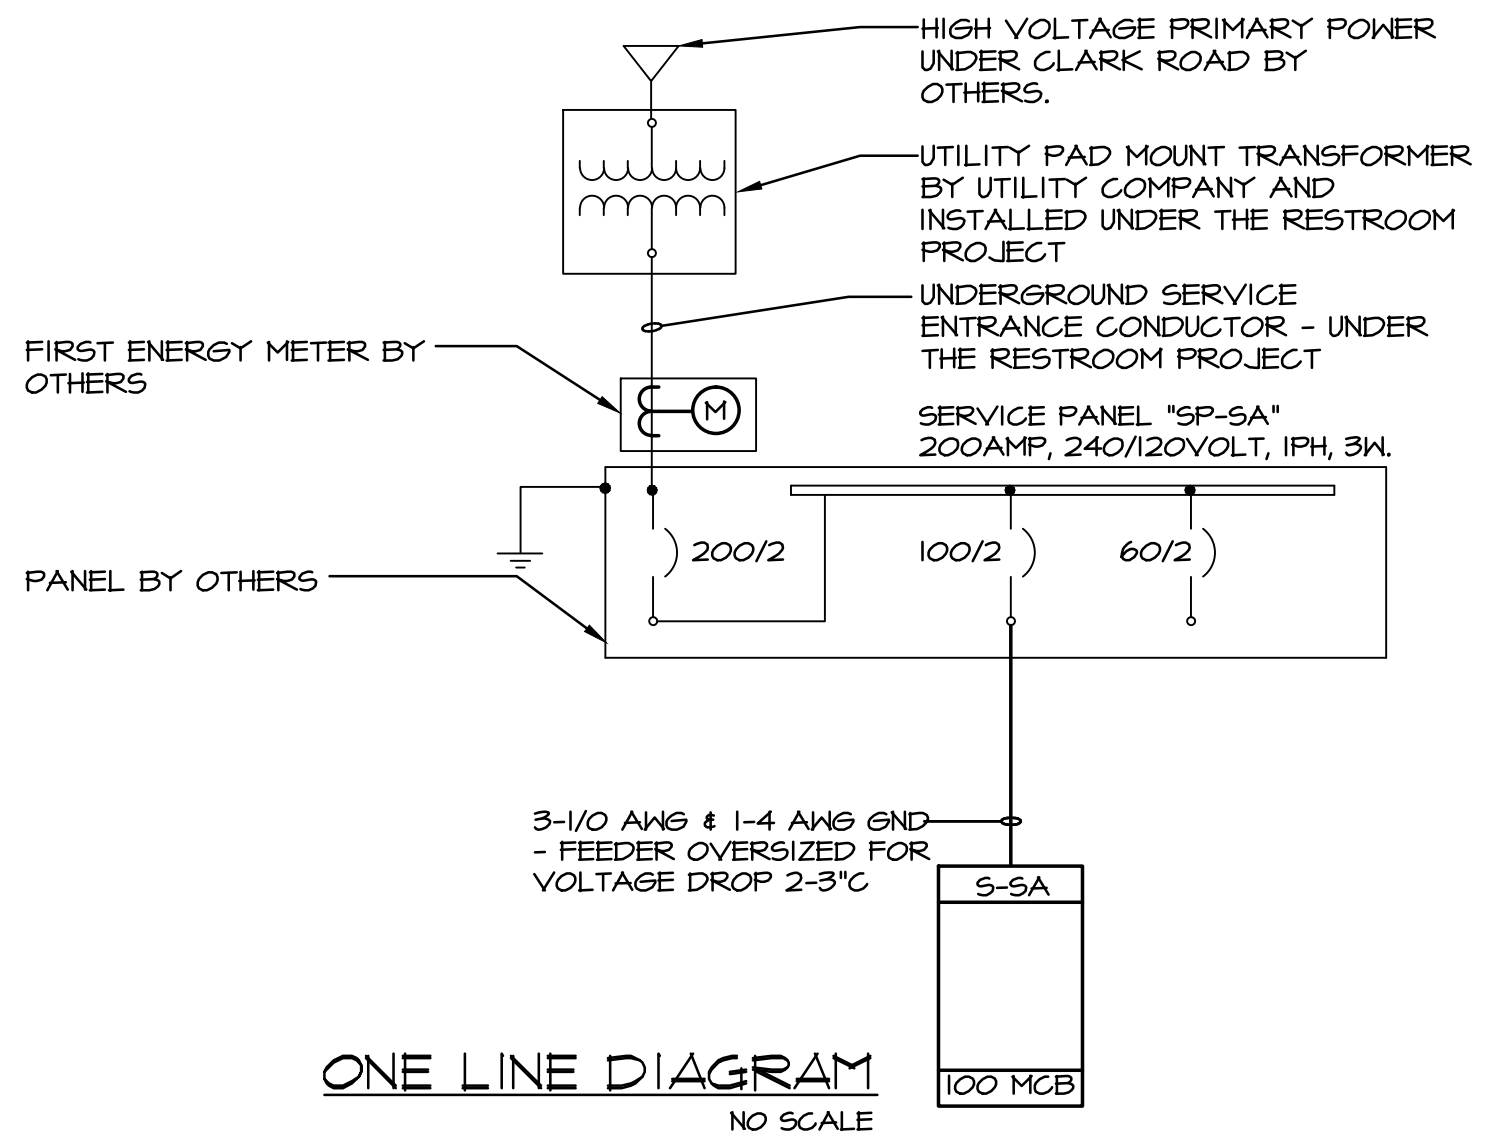 HIGH VOLTAGE PRIMARY POWER
UNDER CLARK ROAD BY
OTHERS.
UTILITY PAD MOUNT TRANSFORMER
BY UTILITY COMPANY AND
INSTALLED UNDER THE RESTROOM
PROJECT
UNDERGROUND SERVICE
ENTRANCE CONDUCTOR - UNDER
THE RESTROOM PROJECT
FIRST ENERGY METER BY
OTHERS
M
SERVICE PANEL "SP-SA"
200AMP, 240/120VOLT, 1PH, 3W.
200/2
100/2
60/2
PANEL BY OTHERS
3-1/0 AWG & 1-4 AWG GND
- FEEDER OVERSIZED FOR
VOLTAGE DROP 2-3"C
S-SA
100 MCB
ONE LINE DIAGRAM
NO SCALE